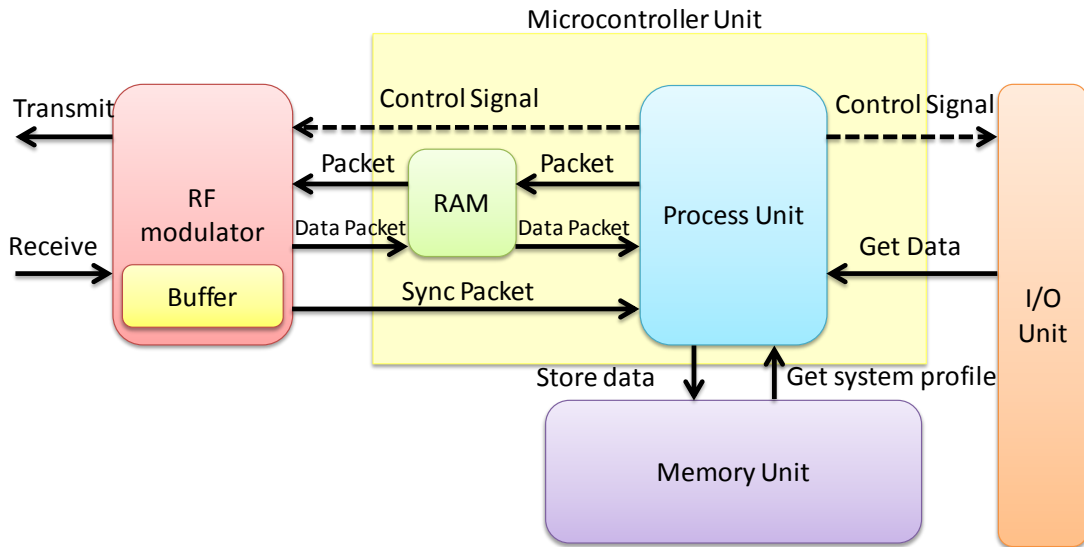 Microcontroller Unit
Transmit
Control Signal
Control Signal
Packet
Packet
RF
modulator
RAM
Process Unit
Data Packet
Data Packet
Receive
Get Data
Buffer
Sync Packet
I/O
Unit
Store data
Get system profile
Memory Unit